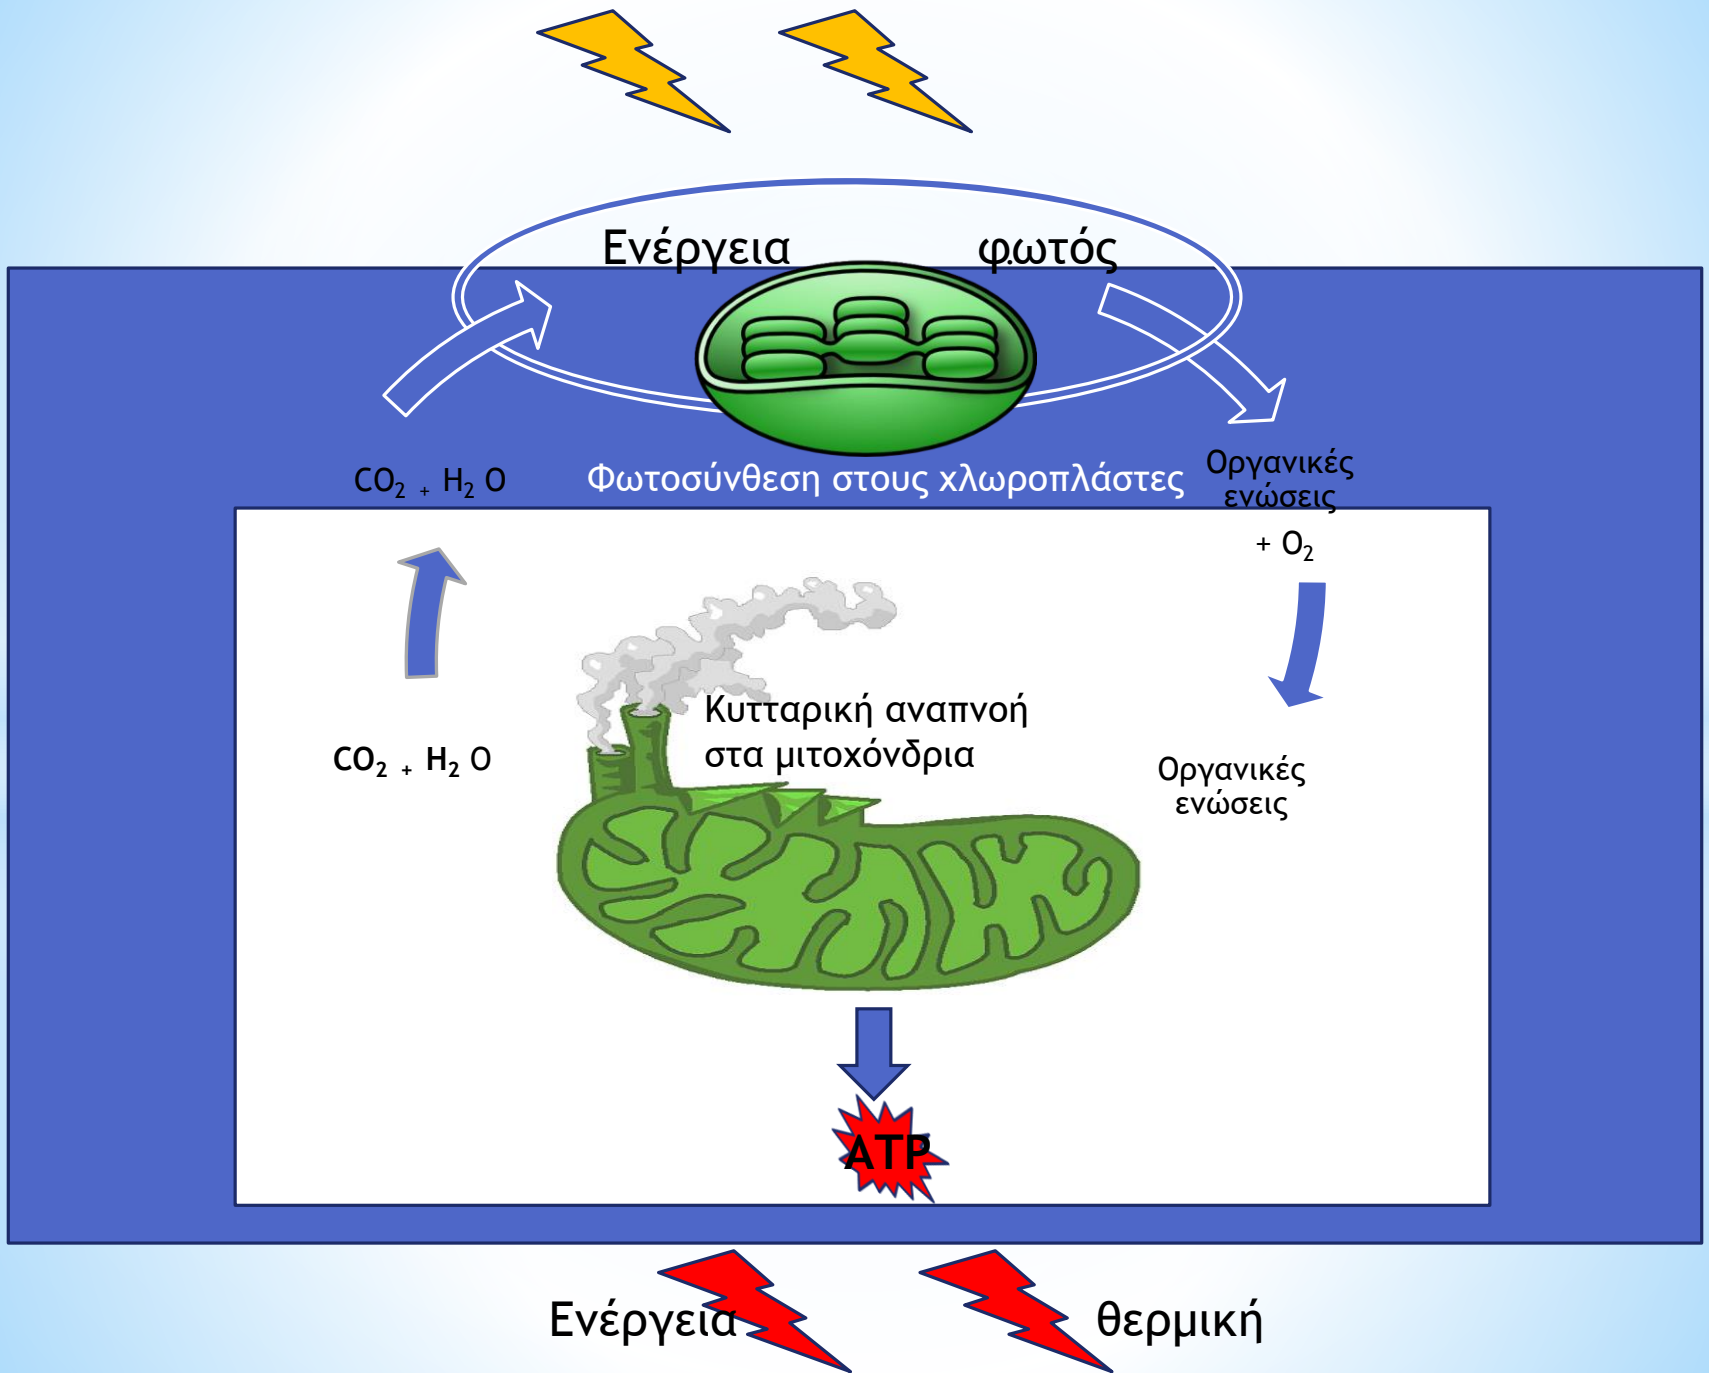 Ενέργεια φωτός
CO2 + H2 O
Φωτοσύνθεση στους χλωροπλάστες
Οργανικές
ενώσεις
+ O2
Κυτταρική αναπνοή
στα μιτοχόνδρια
CO2 + H2 O
Οργανικές
ενώσεις
ATP
Ενέργεια θερμική